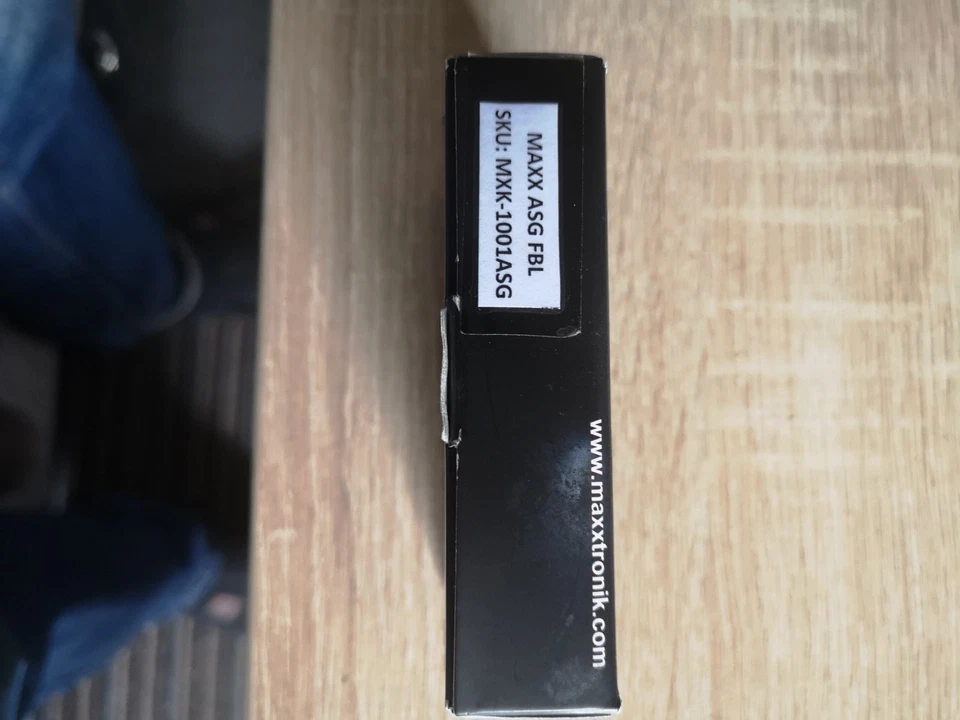 MAXX ASG FBL
SKU: MXK-1001ASG
www.maxxtronik.com